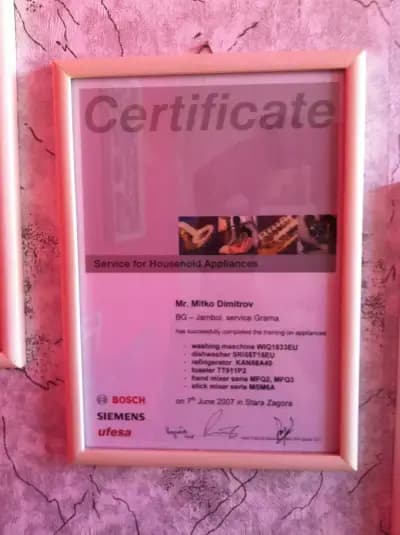 Certificate
Service for Household Appliances
Mr. Mitko Dimitrov
BG – Jambol, service Grama
has successfully completed the training on appliances
- washing maschine WIQ1633EU
- dishwasher SRI55T15EU
- refirgerator KAN58A40
- toaster TT911P2
- hand mixer serie MFQ2, MFQ3
- stick mixer serie MSM6A
on 7th June 2007 in Stara Zagora
BOSCH
SIEMENS
ufesa